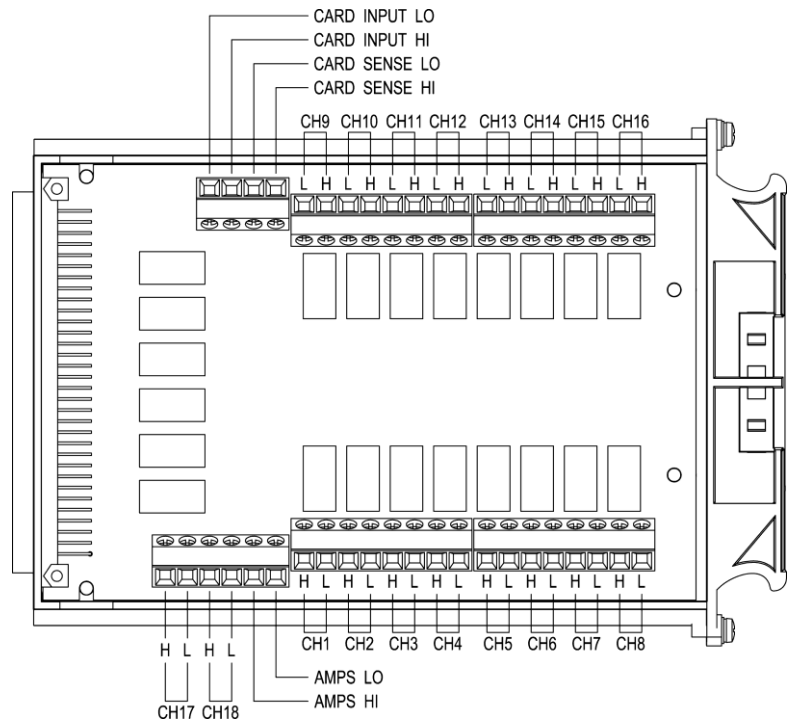 CARD INPUT LO
CARD INPUT HI
CARD SENSE LO
CARD SENSE HI
CH9 CH10 CH11 CH12 CH13 CH14 CH15 CH16
L H L H L H L H L H L H L H L H
H L H L H L H L H L H L H L H L
CH1 CH2 CH3 CH4 CH5 CH6 CH7 CH8
H L H L
AMPS LO
AMPS HI
CH17 CH18